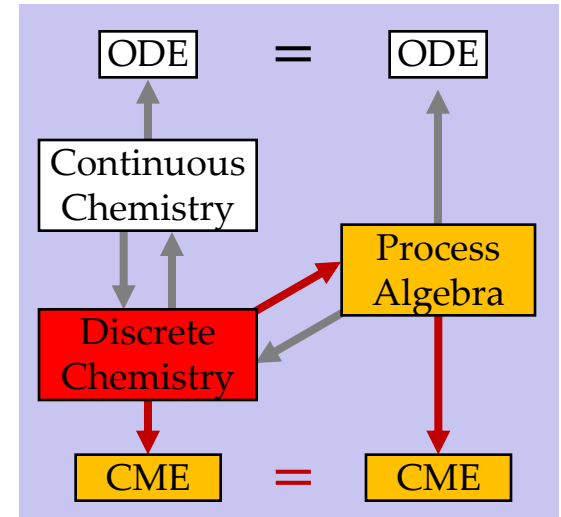 ODE = ODE
Continuous
Chemistry
Process
Algebra
Discrete
Chemistry
CME = CME